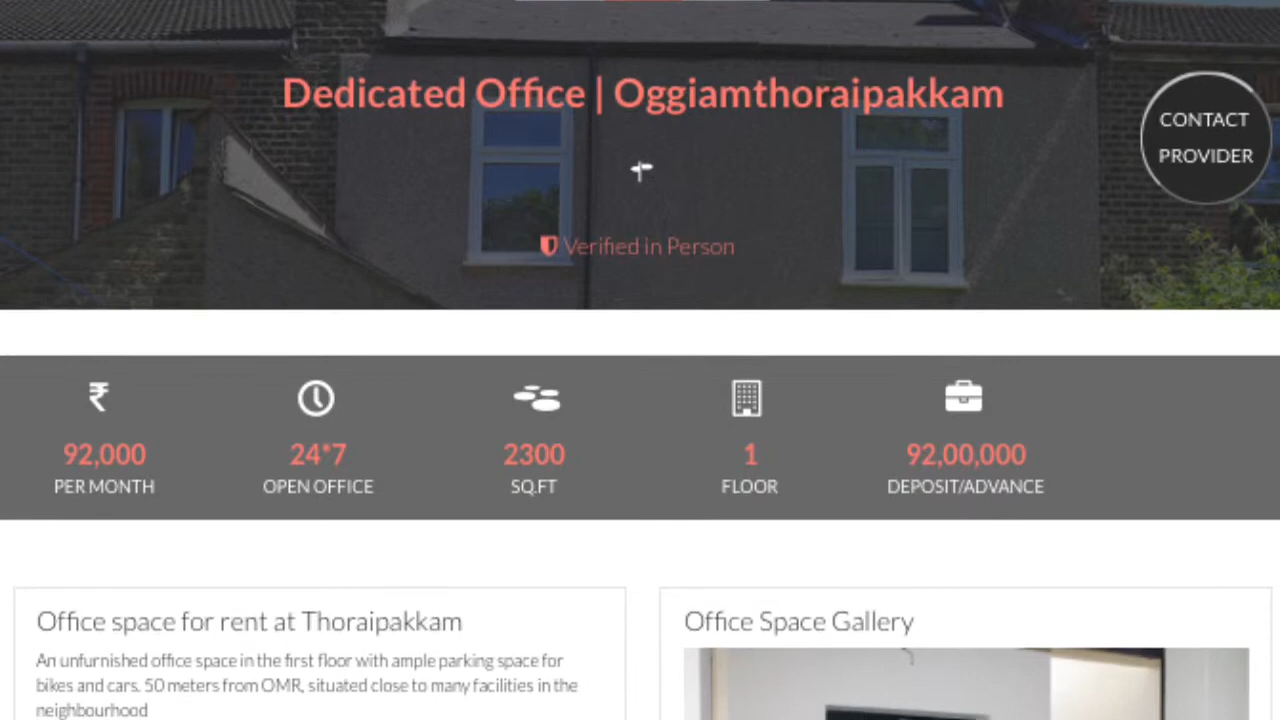 Dedicated Office | Oggiamthoraipakkam
CONTACT
PROVIDER
Verified in Person
₹
92,000
PER MONTH
24*7
OPEN OFFICE
2300
SQ.FT
1
FLOOR
92,00,000
DEPOSIT/ADVANCE
Office space for rent at Thoraipakkam
An unfurnished office space in the first floor with ample parking space for
bikes and cars. 50 meters from OMR, situated close to many facilities in the
neighbourhood
Office Space Gallery